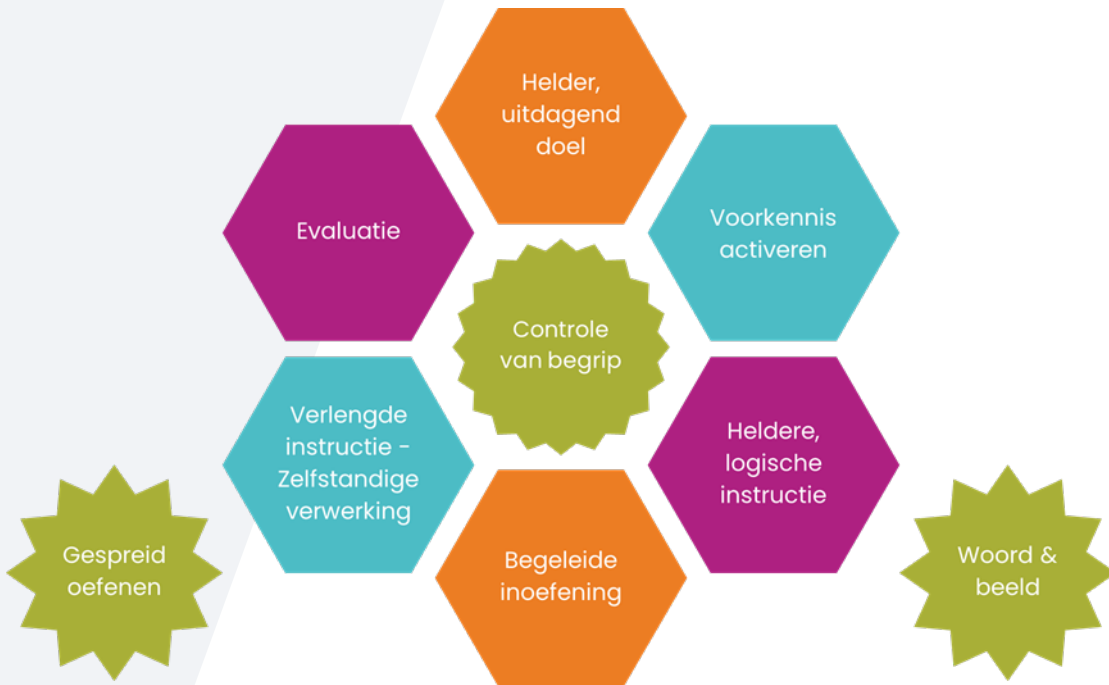 Helder,
uitdagend
doel
Voorkennis
activeren
Heldere,
logische
instructie
Begeleide
inoefening
Verlengde
instructie -
Zelfstandige
verwerking
Evaluatie
Controle
van begrip
Gespreid
oefenen
Woord &
beeld